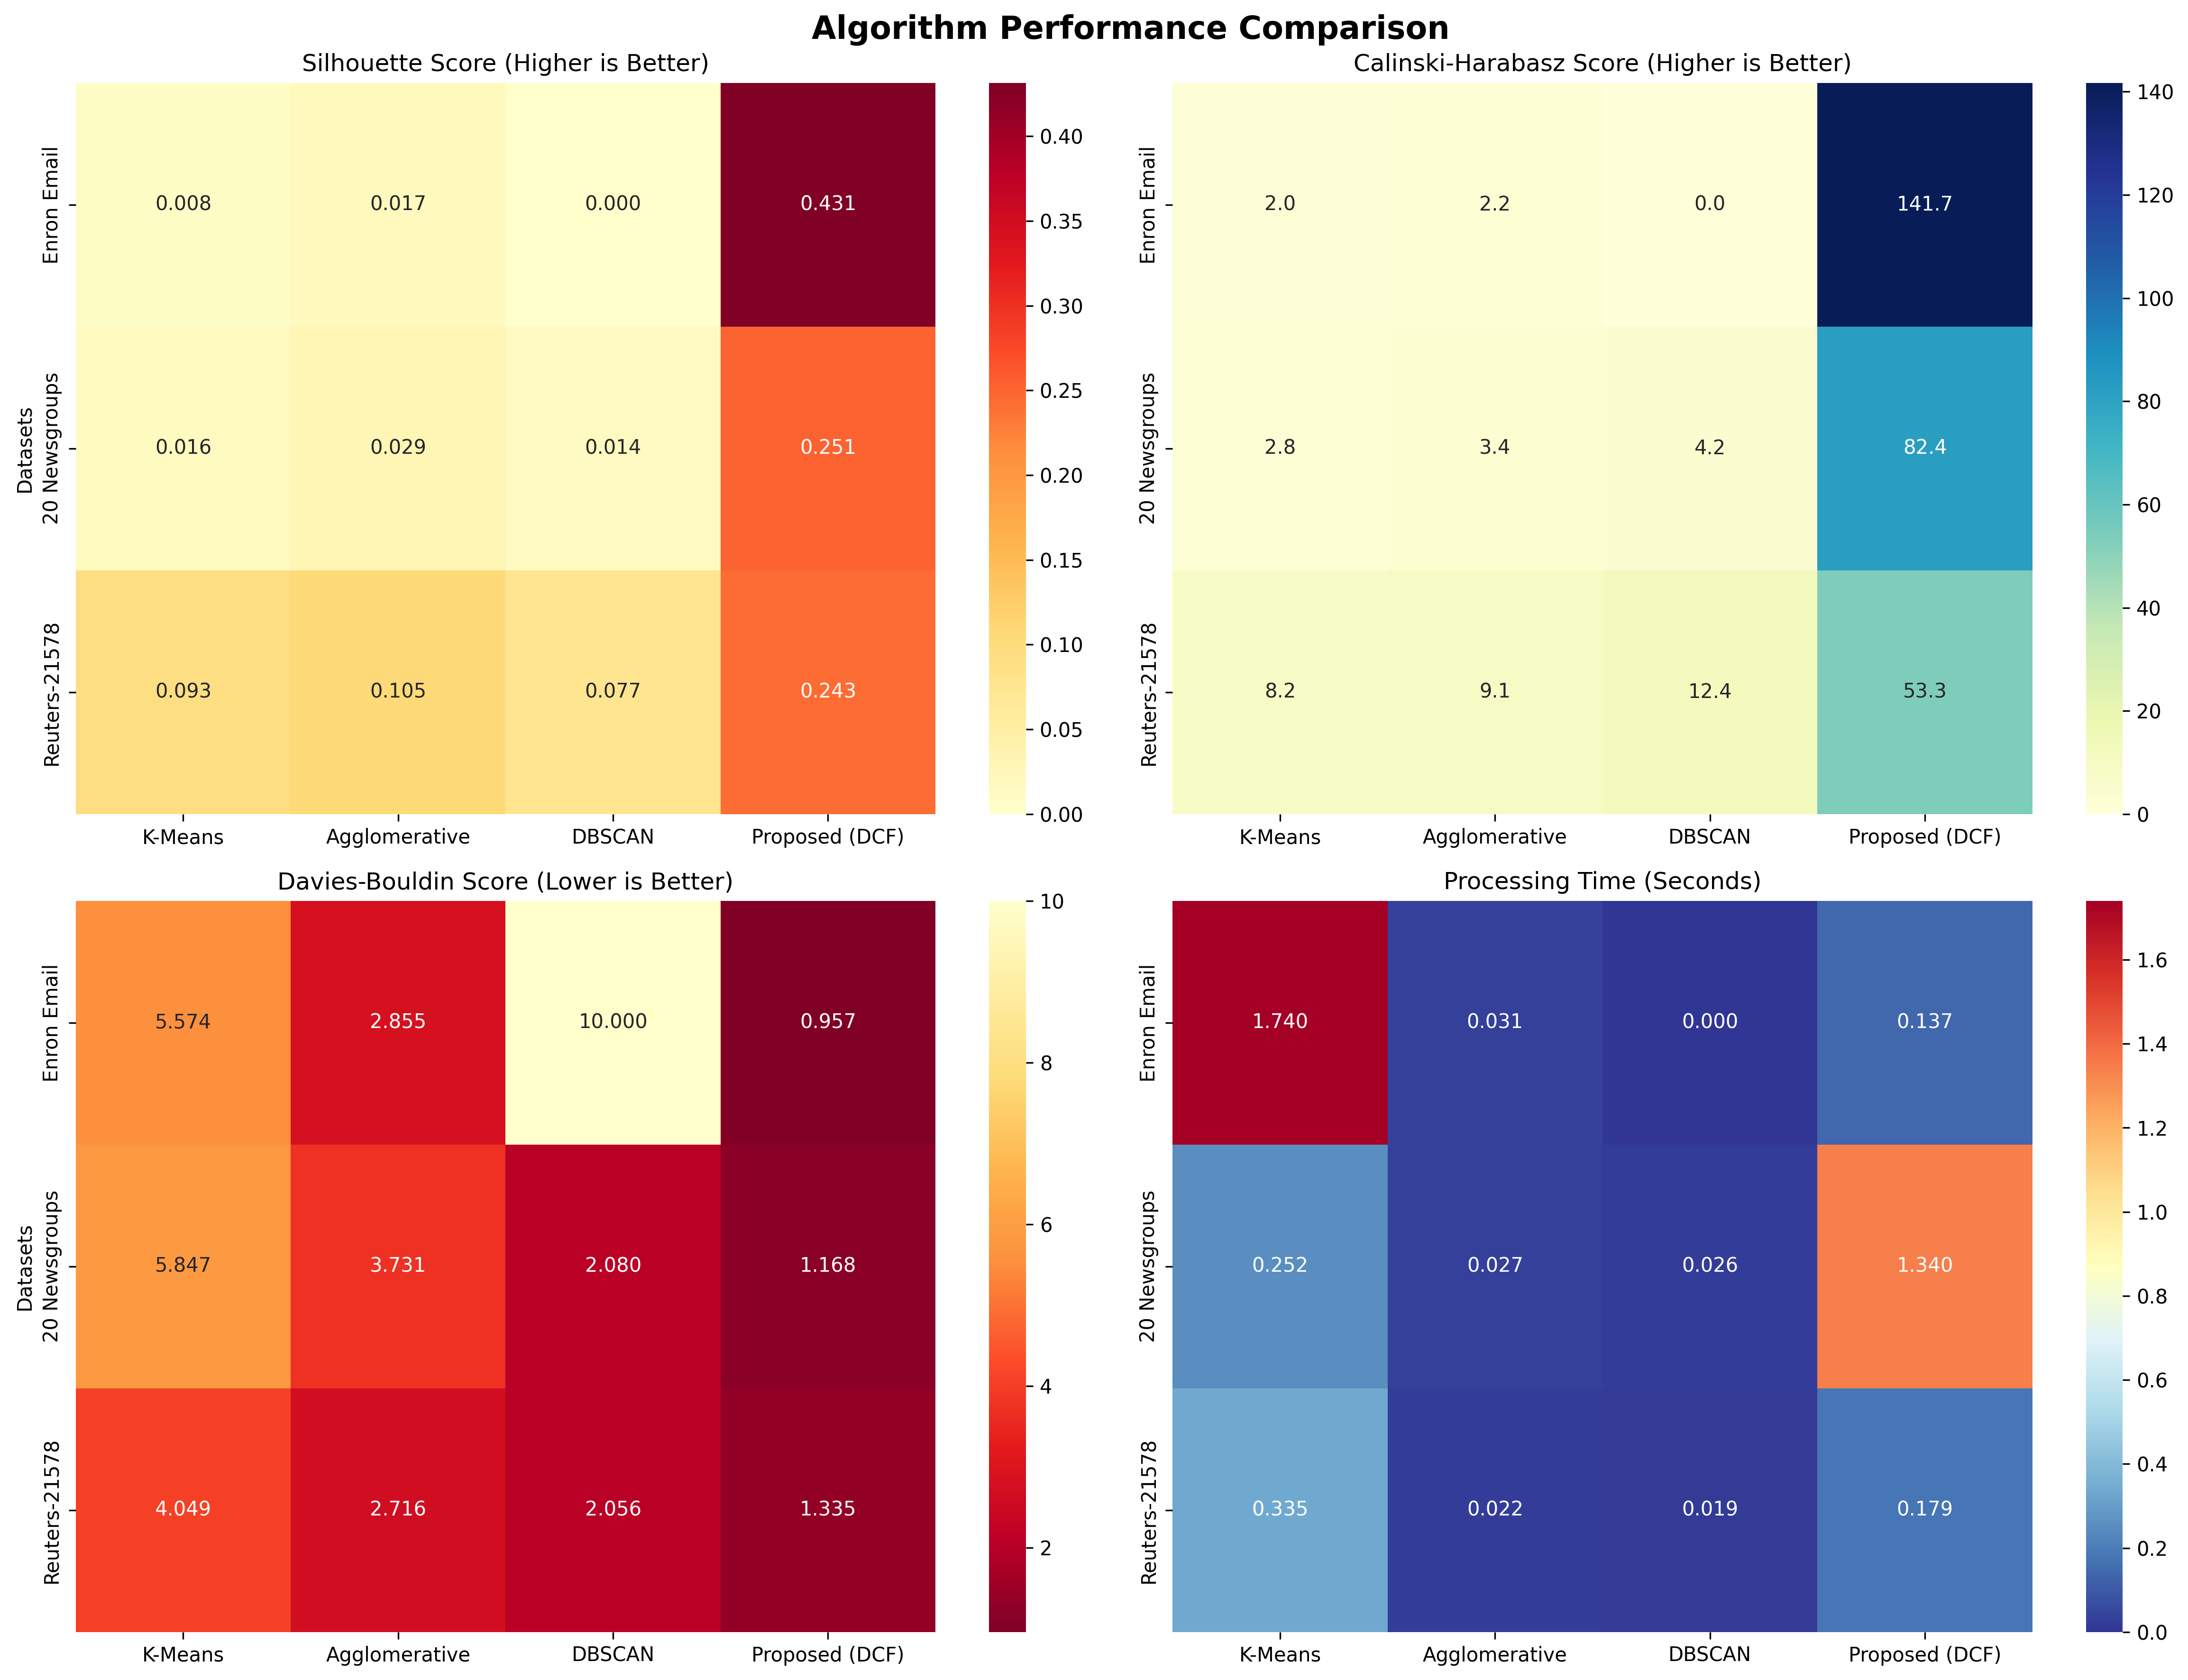 Algorithm Performance Comparison
Silhouette Score (Higher is Better)
Datasets
Enron Email
20 Newsgroups
Reuters-21578
0.008 0.017 0.000 0.431
0.016 0.029 0.014 0.251
0.093 0.105 0.077 0.243
K-Means Agglomerative DBSCAN Proposed (DCF)
0.40
0.35
0.30
0.25
0.20
0.15
0.10
0.05
0.00
Calinski-Harabasz Score (Higher is Better)
Enron Email
20 Newsgroups
Reuters-21578
2.0 2.2 0.0 141.7
2.8 3.4 4.2 82.4
8.2 9.1 12.4 53.3
K-Means Agglomerative DBSCAN Proposed (DCF)
140
120
100
80
60
40
20
0
Davies-Bouldin Score (Lower is Better)
Datasets
Enron Email
20 Newsgroups
Reuters-21578
5.574 2.855 10.000 0.957
5.847 3.731 2.080 1.168
4.049 2.716 2.056 1.335
K-Means Agglomerative DBSCAN Proposed (DCF)
10
8
6
4
2
Processing Time (Seconds)
Enron Email
20 Newsgroups
Reuters-21578
1.740 0.031 0.000 0.137
0.252 0.027 0.026 1.340
0.335 0.022 0.019 0.179
K-Means Agglomerative DBSCAN Proposed (DCF)
1.6
1.4
1.2
1.0
0.8
0.6
0.4
0.2
0.0